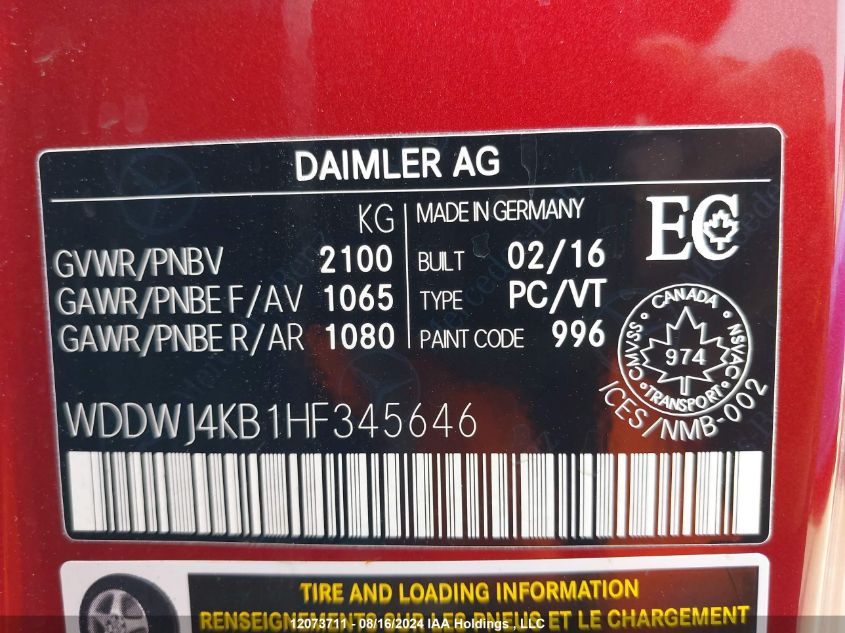 DAIMLER AG
KG
GVWR/PNBV 2100
GAWR/PNBE F/AV 1065
GAWR/PNBE R/AR 1080
MADE IN GERMANY
BUILT 02/16
TYPE PC/VT
PAINT CODE 996
EC
CANADA
CMVSS 974 NSVAC
TRANSPORT
ICES/NMB-002
WDDWJ4KB1HF345646
TIRE AND LOADING INFORMATION
RENSEIGNEMENTS SUR LES PNEUS ET LE CHARGEMENT
12073711 - 08/16/2024 IAA Holdings , LLC